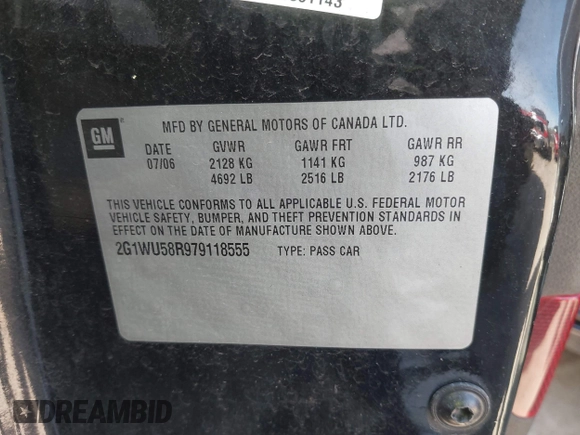 GM
MFD BY GENERAL MOTORS OF CANADA LTD.
DATE GVWR GAWR FRT GAWR RR
07/06 2128 KG 1141 KG 987 KG
4692 LB 2516 LB 2176 LB
THIS VEHICLE CONFORMS TO ALL APPLICABLE U.S. FEDERAL MOTOR
VEHICLE SAFETY, BUMPER, AND THEFT PREVENTION STANDARDS IN
EFFECT ON THE DATE OF MANUFACTURE SHOWN ABOVE.
2G1WU58R979118555 TYPE: PASS CAR
DREAMBID